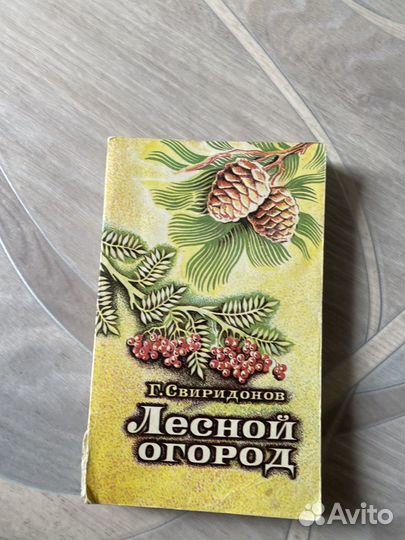 Г. Свиридонов
Лесной
огород
Avito